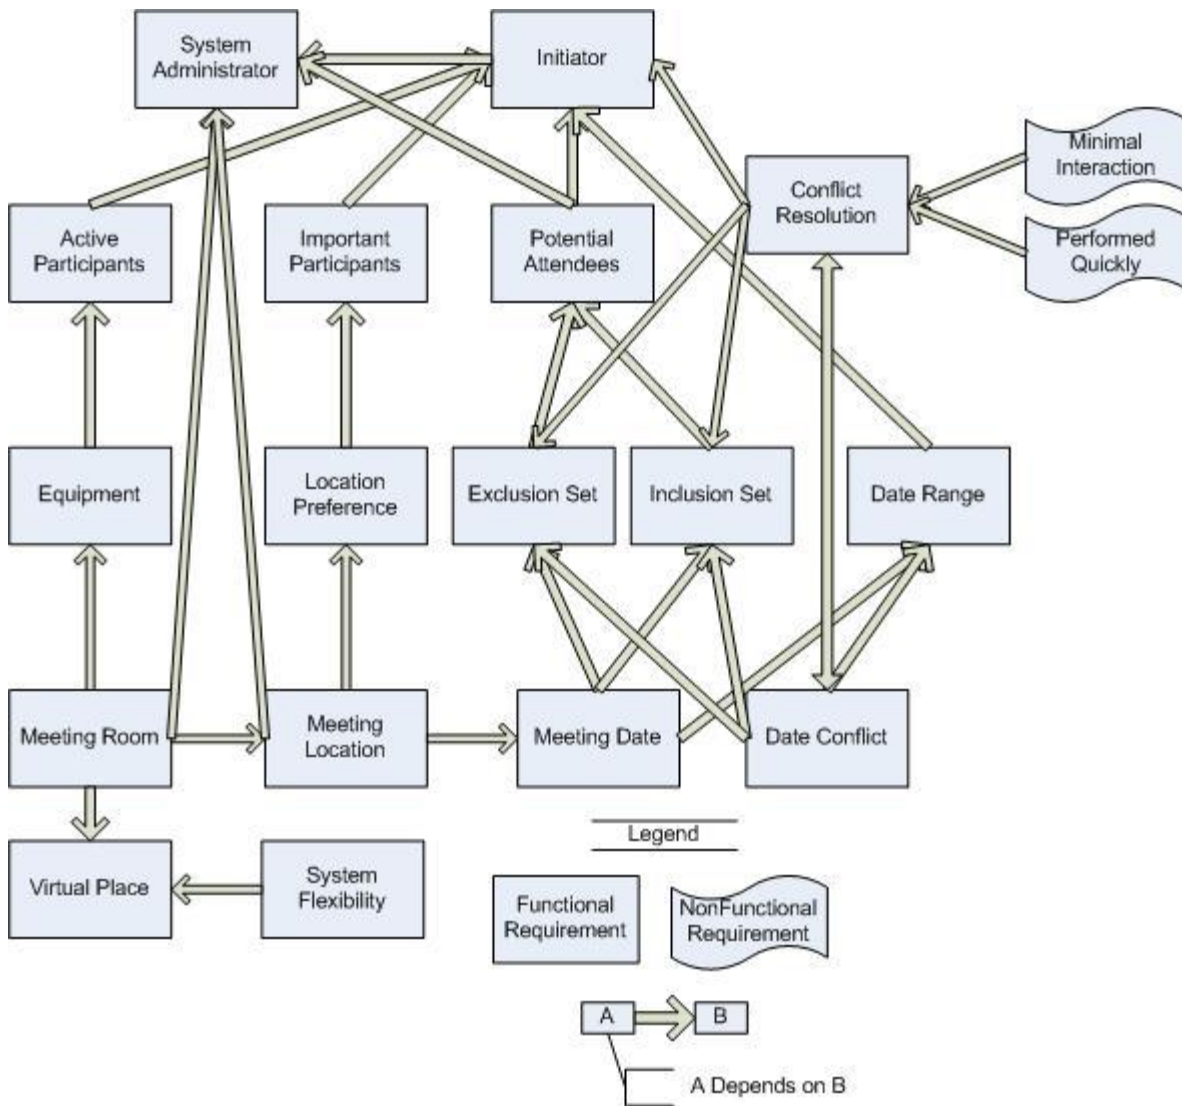 System
Administrator
Initiator
Minimal
Interaction
Conflict
Resolution
Active
Participants
Important
Participants
Potential
Attendees
Performed
Quickly
Equipment
Location
Preference
Exclusion Set
Inclusion Set
Date Range
Meeting Room
Meeting
Location
Meeting Date
Date Conflict
Legend
Virtual Place
System
Flexibility
Functional
Requirement
NonFunctional
Requirement
A
B
A Depends on B